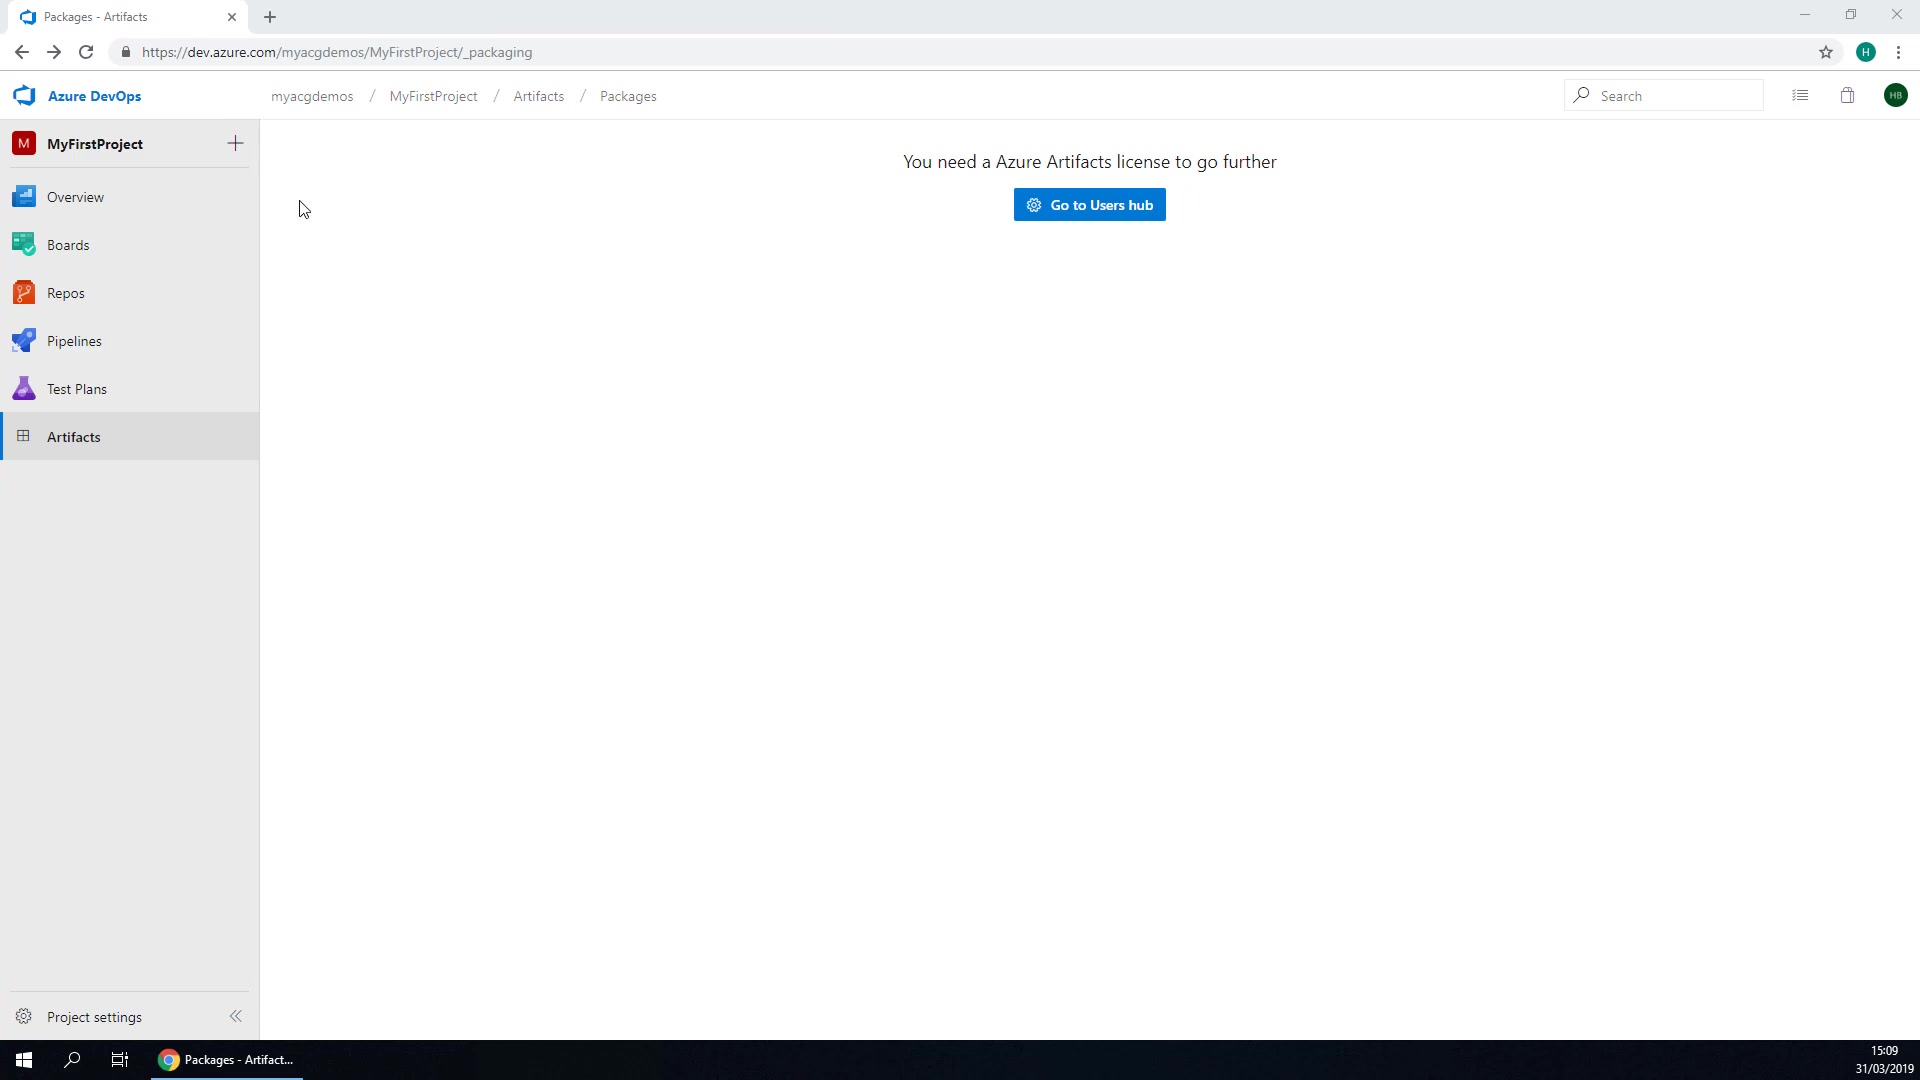 Packages - Artifacts
https://dev.azure.com/myacgdemos/MyFirstProject/_packaging
H
Azure DevOps
myacgdemos / MyFirstProject / Artifacts / Packages
Search
HB
M MyFirstProject
You need a Azure Artifacts license to go further
Go to Users hub
Overview
Boards
Repos
Pipelines
Test Plans
Artifacts
Project settings
Packages - Artifact...
15:09
31/03/2019